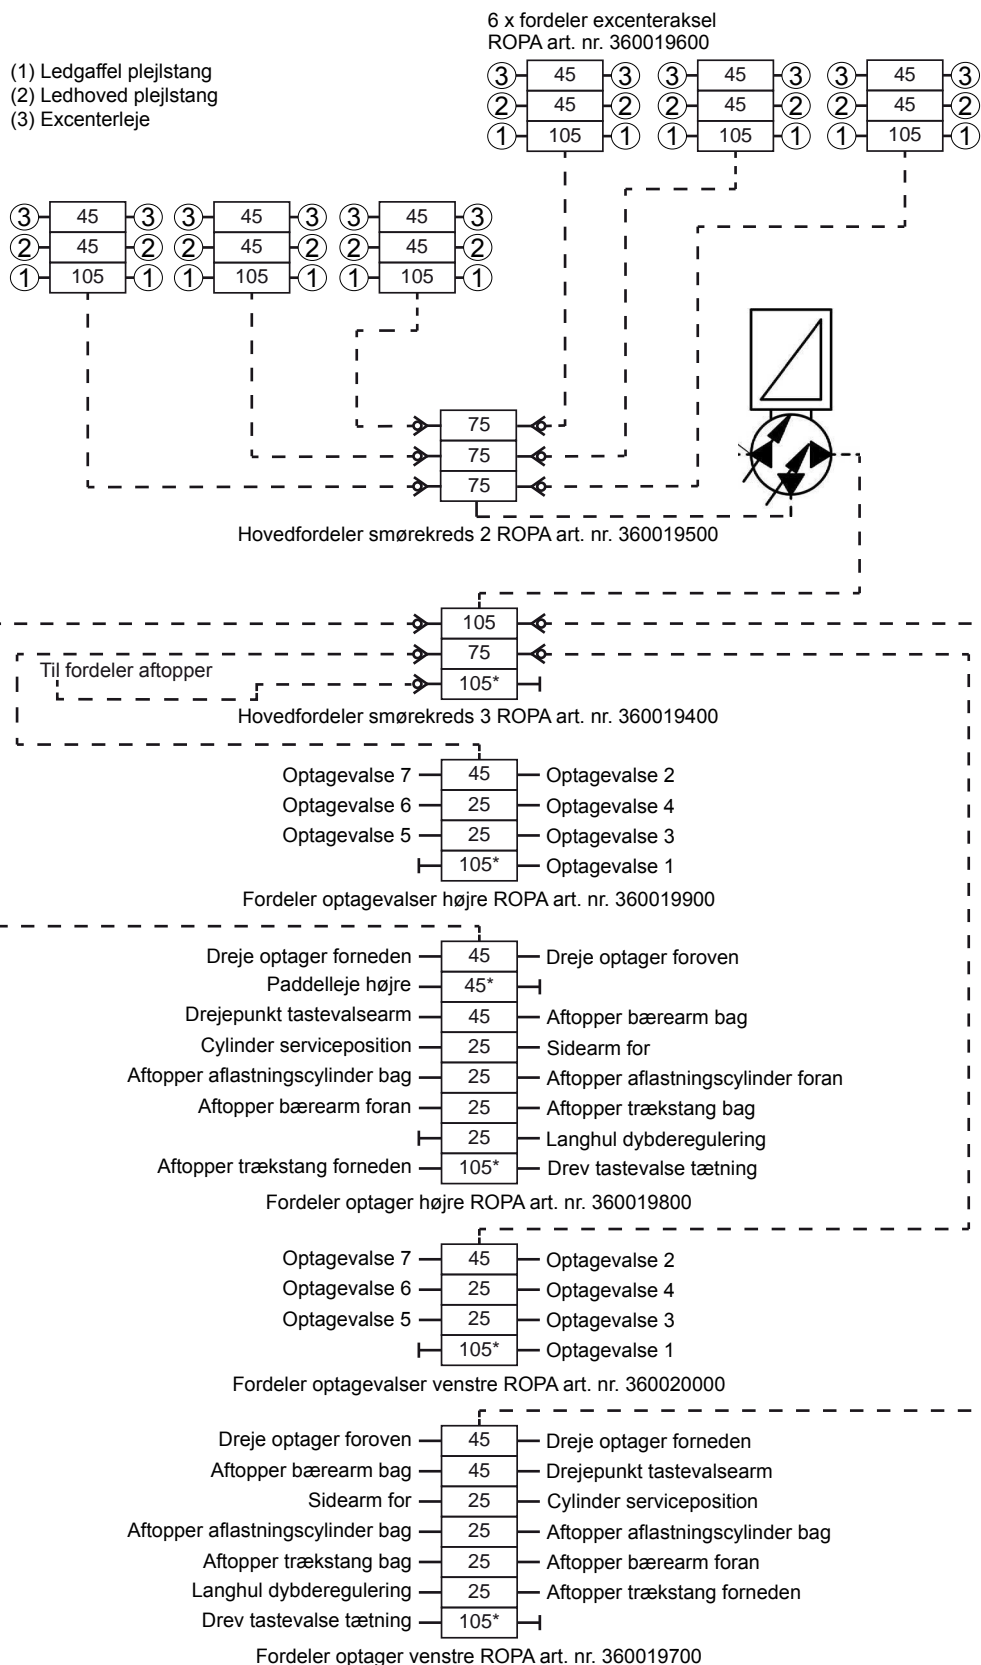 6 x fordeler excenteraksel
ROPA art. nr. 360019600
(1) Ledgaffel plejlstang
(2) Ledhoved plejlstang
(3) Excenterleje
3 45 3 3 45 3 3 45 3
2 45 2 2 45 2 2 45 2
1 105 1 1 105 1 1 105 1
3 45 3 3 45 3 3 45 3
2 45 2 2 45 2 2 45 2
1 105 1 1 105 1 1 105 1
75
75
75
Hovedfordeler smørekreds 2 ROPA art. nr. 360019500
105
75
Til fordeler aftopper
105*
Hovedfordeler smørekreds 3 ROPA art. nr. 360019400
Optagevalse 7 45 Optagevalse 2
Optagevalse 6 25 Optagevalse 4
Optagevalse 5 25 Optagevalse 3
105* Optagevalse 1
Fordeler optagevalser højre ROPA art. nr. 360019900
Dreje optager forneden 45 Dreje optager foroven
Paddelleje højre 45*
Drejepunkt tastevalsearm 45 Aftopper bærearm bag
Cylinder serviceposition 25 Sidearm for
Aftopper aflastningscylinder bag 25 Aftopper aflastningscylinder foran
Aftopper bærearm foran 25 Aftopper trækstang bag
25 Langhul dybderegulering
Aftopper trækstang forneden 105* Drev tastevalse tætning
Fordeler optager højre ROPA art. nr. 360019800
Optagevalse 7 45 Optagevalse 2
Optagevalse 6 25 Optagevalse 4
Optagevalse 5 25 Optagevalse 3
105* Optagevalse 1
Fordeler optagevalser venstre ROPA art. nr. 360020000
Dreje optager foroven 45 Dreje optager forneden
Aftopper bærearm bag 45 Drejepunkt tastevalsearm
Sidearm for 25 Cylinder serviceposition
Aftopper aflastningscylinder bag 25 Aftopper aflastningscylinder bag
Aftopper trækstang bag 25 Aftopper bærearm foran
Langhul dybderegulering 25 Aftopper trækstang forneden
Drev tastevalse tætning 105*
Fordeler optager venstre ROPA art. nr. 360019700